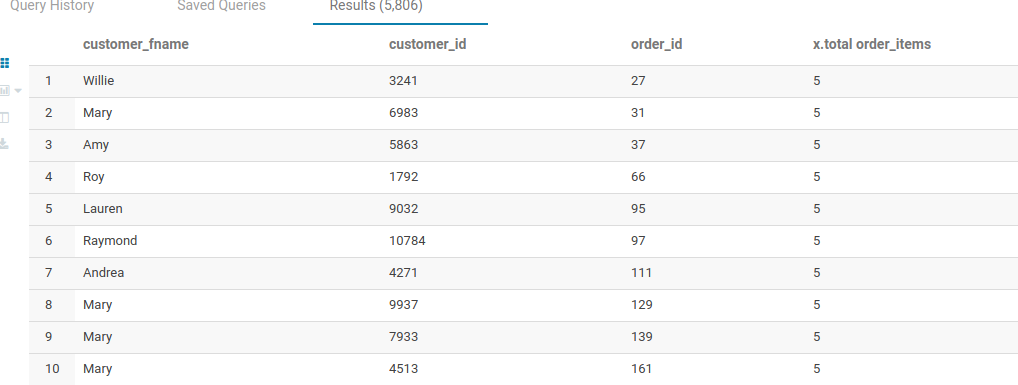 Query History Saved Queries Results (5,806)
customer_fname customer_id order_id x.total order_items
1 Willie 3241 27 5
2 Mary 6983 31 5
3 Amy 5863 37 5
4 Roy 1792 66 5
5 Lauren 9032 95 5
6 Raymond 10784 97 5
7 Andrea 4271 111 5
8 Mary 9937 129 5
9 Mary 7933 139 5
10 Mary 4513 161 5